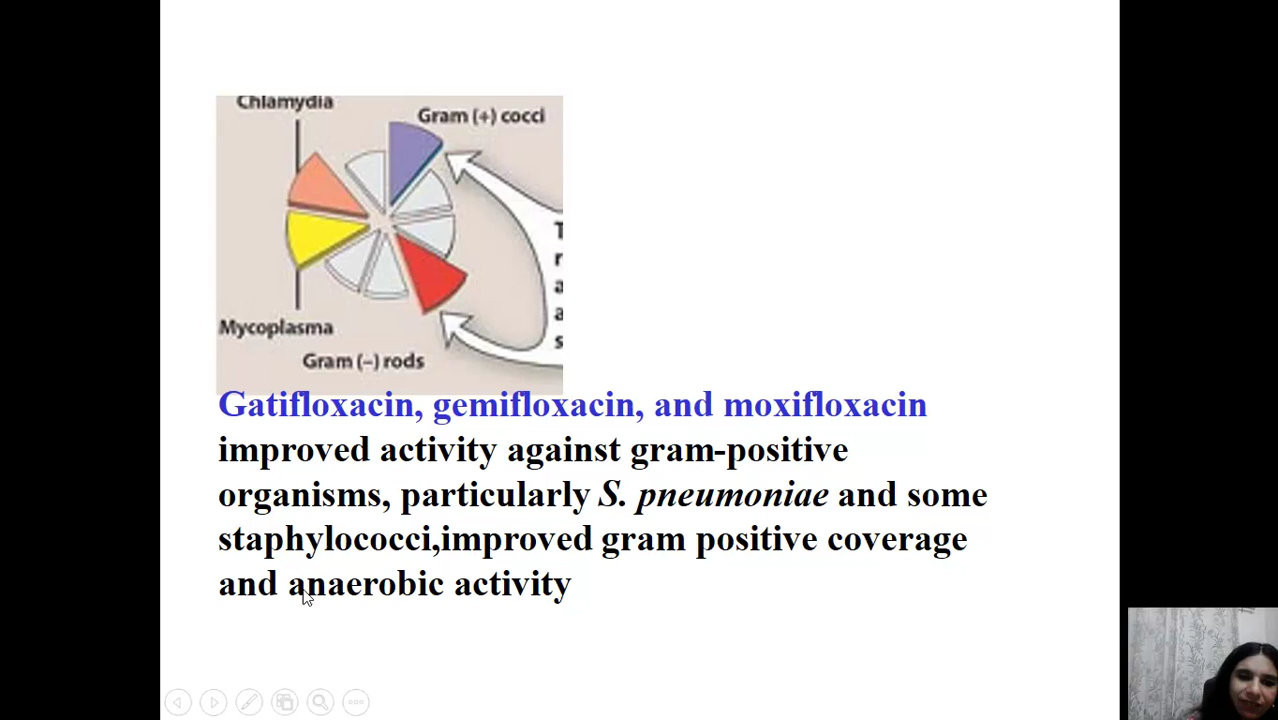 Chlamydia
Gram (+) cocci
T
r
a
a
s
Mycoplasma
Gram (–) rods
Gatifloxacin, gemifloxacin, and moxifloxacin
improved activity against gram-positive
organisms, particularly S. pneumoniae and some
staphylococci,improved gram positive coverage
and anaerobic activity